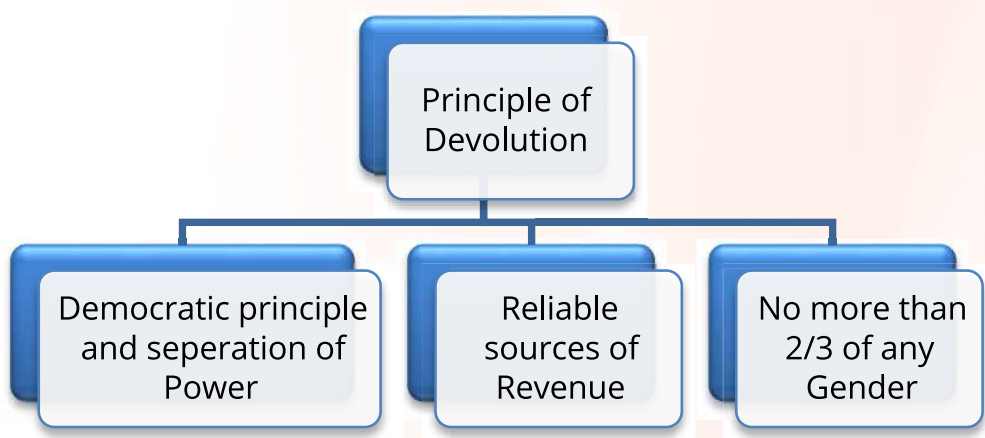 Principle of
Devolution
Democratic principle
and seperation of
Power
Reliable
sources of
Revenue
No more than
2/3 of any
Gender